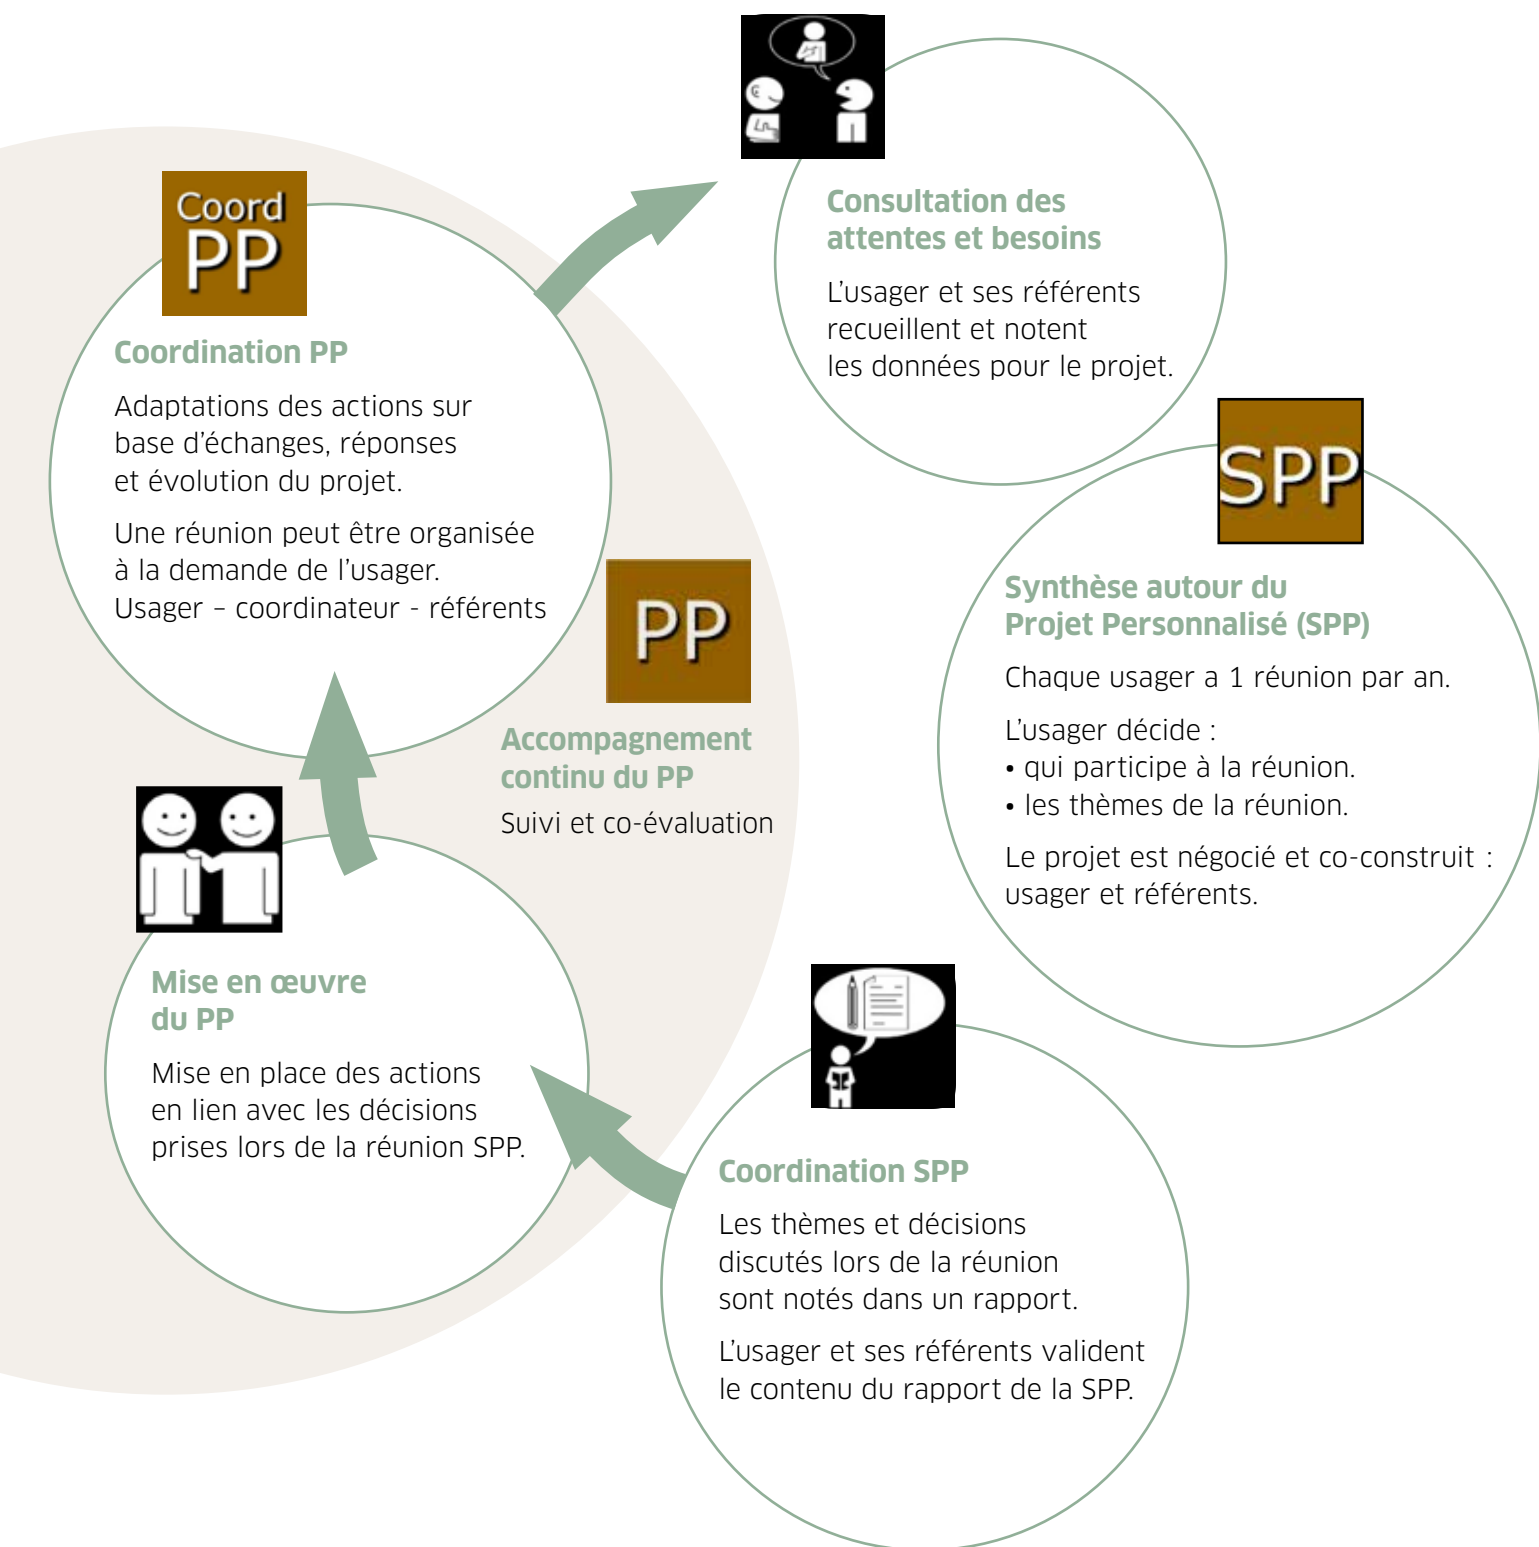 Consultation des
attentes et besoins
L'usager et ses référents
recueillent et notent
les données pour le projet.
SPP
Synthèse autour du
Projet Personnalisé (SPP)
Chaque usager a 1 réunion par an.
L'usager décide :
• qui participe à la réunion.
• les thèmes de la réunion.
Le projet est négocié et co-construit :
usager et référents.
Coordination SPP
Les thèmes et décisions
discutés lors de la réunion
sont notés dans un rapport.
L'usager et ses référents valident
le contenu du rapport de la SPP.
Mise en œuvre
du PP
Mise en place des actions
en lien avec les décisions
prises lors de la réunion SPP.
Coord
PP
Coordination PP
Adaptations des actions sur
base d'échanges, réponses
et évolution du projet.
Une réunion peut être organisée
à la demande de l'usager.
Usager – coordinateur - référents
PP
Accompagnement
continu du PP
Suivi et co-évaluation